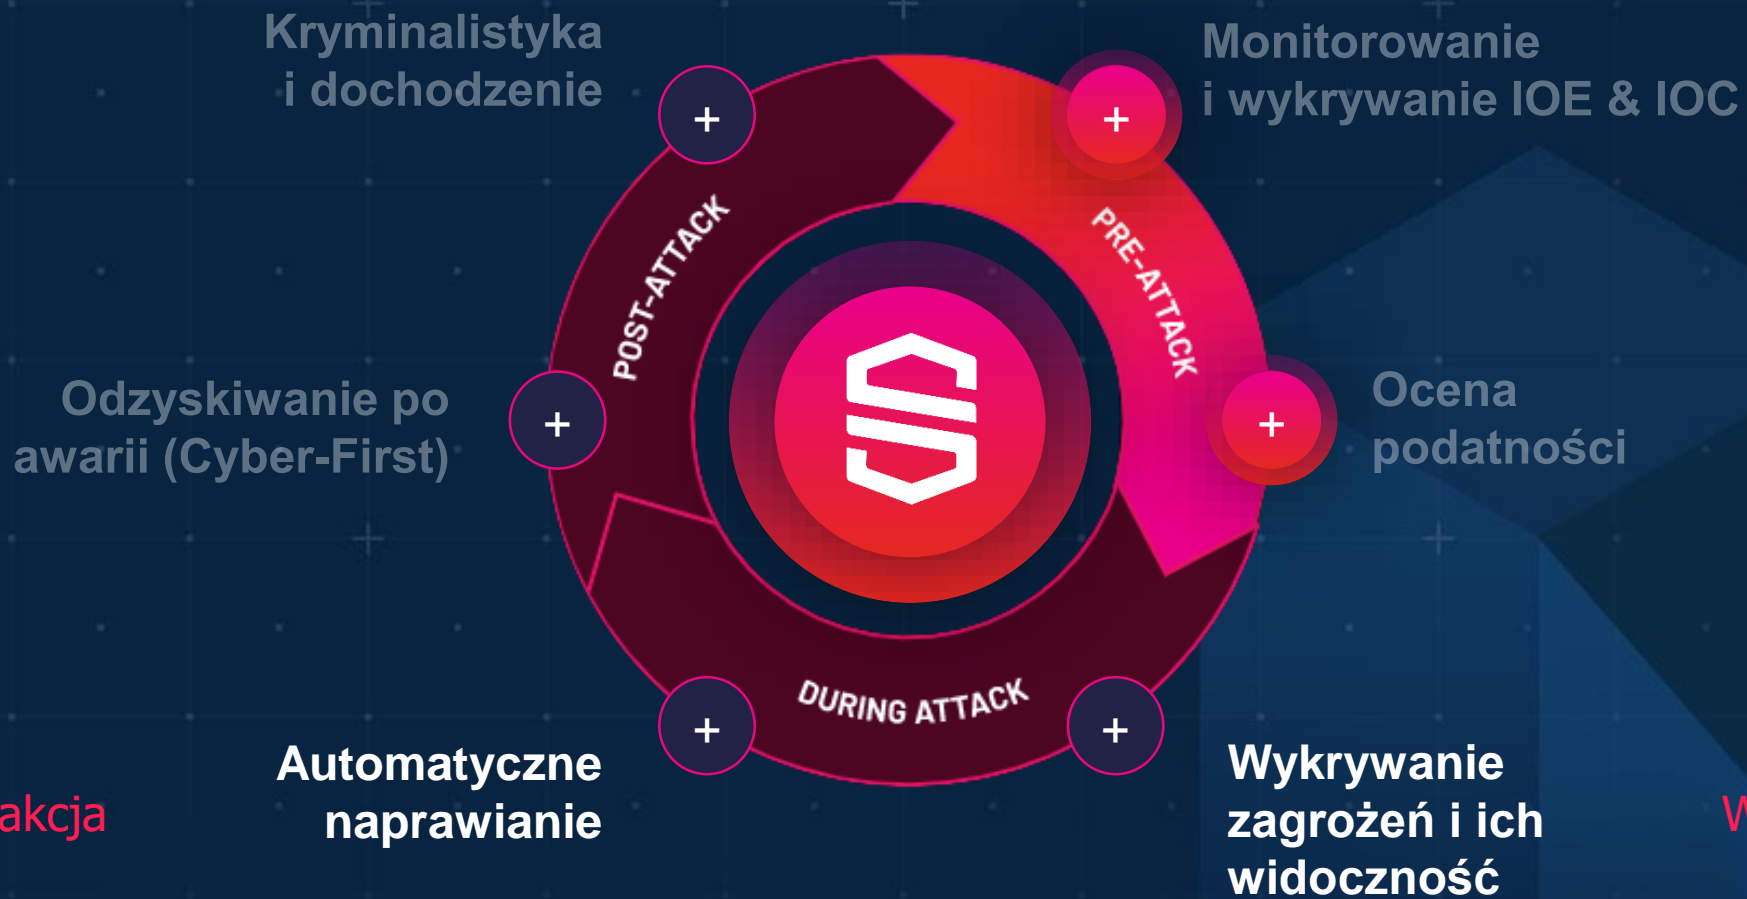 Kryminalistyka
i dochodzenie
Monitorowanie
i wykrywanie IOE & IOC
POST-ATTACK
PRE-ATTACK
Odzyskiwanie po
awarii (Cyber-First)
Ocena
podatności
DURING ATTACK
Automatyczne
naprawianie
Wykrywanie
zagrożeń i ich
widoczność
akcja
W